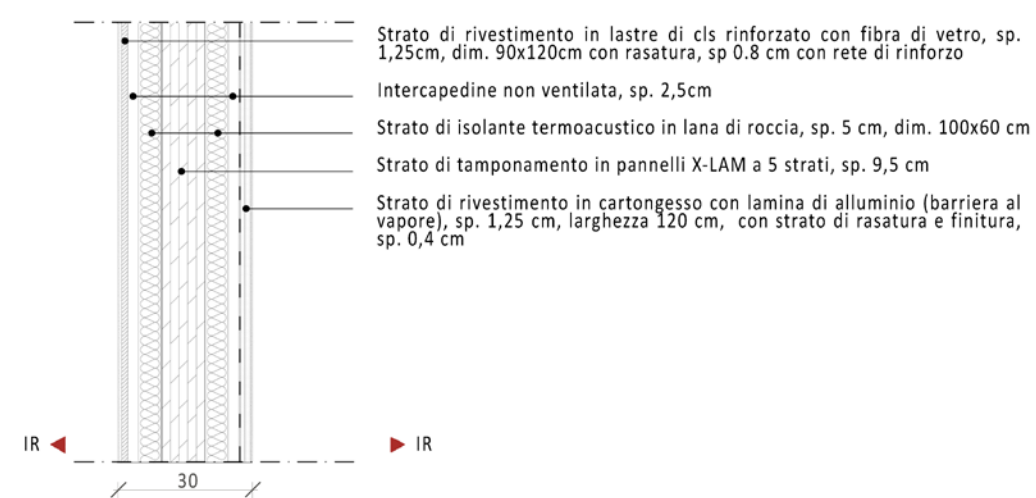 Strato di rivestimento in lastre di cls rinforzato con fibra di vetro, sp.
1,25cm, dim. 90x120cm con rasatura, sp 0.8 cm con rete di rinforzo
Intercapedine non ventilata, sp. 2,5cm
Strato di isolante termoacustico in lana di roccia, sp. 5 cm, dim. 100x60 cm
Strato di tamponamento in pannelli X-LAM a 5 strati, sp. 9,5 cm
Strato di rivestimento in cartongesso con lamina di alluminio (barriera al
vapore), sp. 1,25 cm, larghezza 120 cm, con strato di rasatura e finitura,
sp. 0,4 cm
IR
IR
30